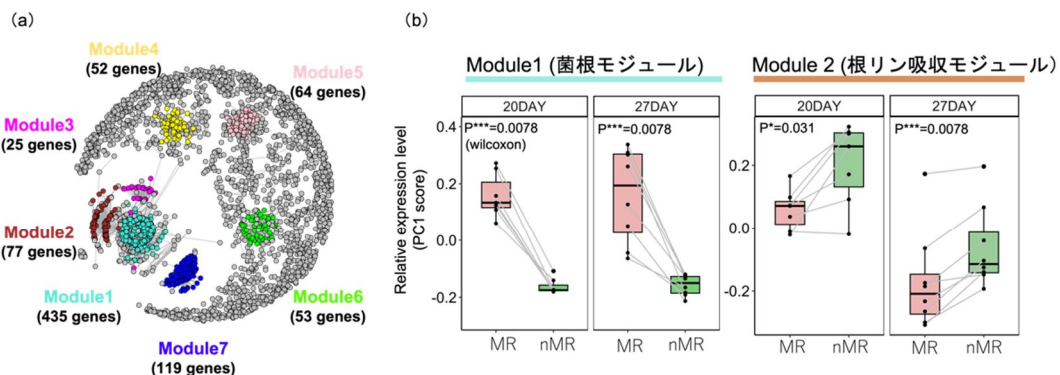 (a)
Module4
(52 genes)
Module5
(64 genes)
Module3
(25 genes)
Module2
(77 genes)
Module1
(435 genes)
Module6
(53 genes)
Module7
(119 genes)
(b)
Module1 (菌根モジュール)
Relative expression level
(PC1 score)
0.4
0.2
0.0
-0.2
20DAY
P***=0.0078
(wilcoxon)
MR nMR
27DAY
P***=0.0078
MR nMR
Module 2 (根リン吸収モジュール)
0.2
0.0
-0.2
20DAY
P*=0.031
MR nMR
27DAY
P***=0.0078
MR nMR